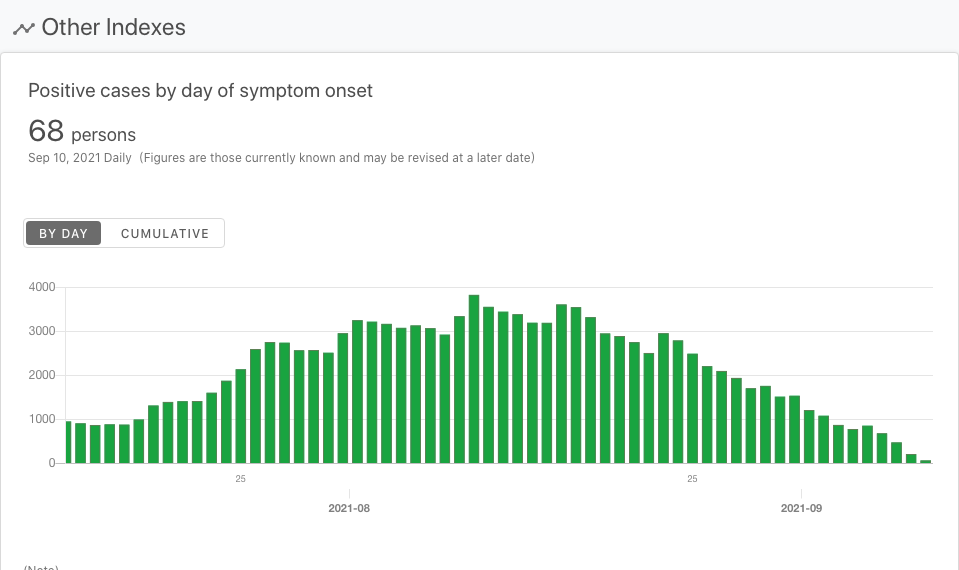 Other Indexes
Positive cases by day of symptom onset
68 persons
Sep 10, 2021 Daily (Figures are those currently known and may be revised at a later date)
BY DAY CUMULATIVE
4000
3000
2000
1000
0
25 25
2021-08 2021-09
(Note)